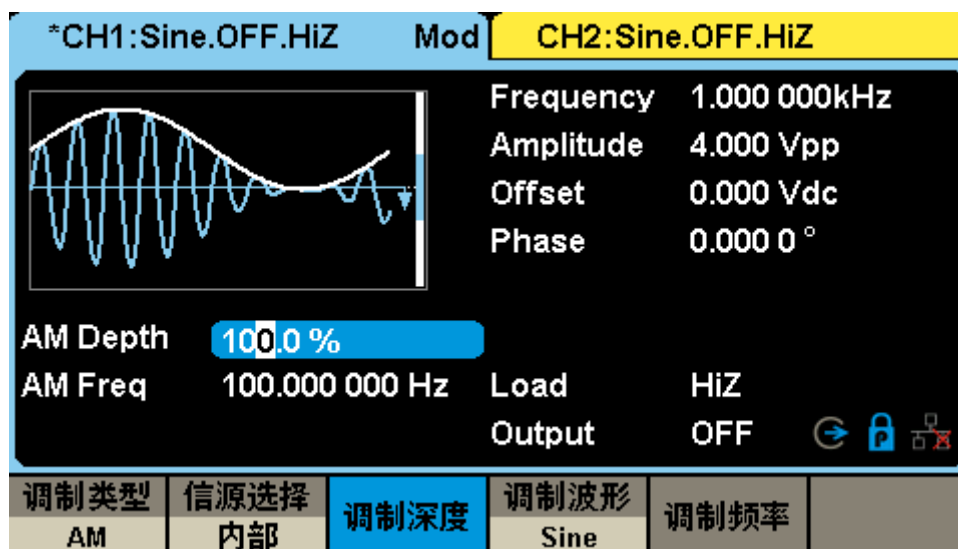 *CH1:Sine.OFF.HiZ Mod CH2:Sine.OFF.HiZ
Frequency 1.000 000kHz
Amplitude 4.000 Vpp
Offset 0.000 Vdc
Phase 0.000 0 °
AM Depth 100.0 %
AM Freq 100.000 000 Hz Load HiZ
Output OFF
调制类型 信源选择 调制深度 调制波形 调制频率
AM 内部 Sine